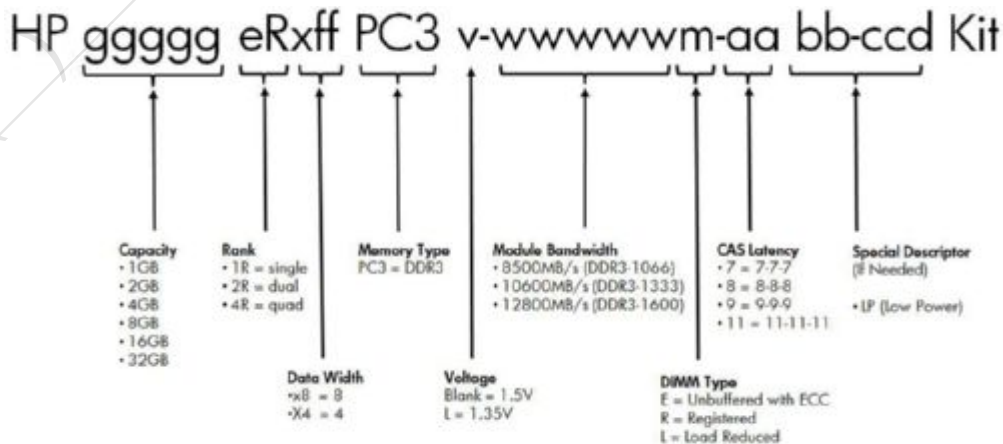 HP ggggg eRxff PC3 v-wwwwwm-aa bb-ccd Kit
Capacity
• 1GB
• 2GB
• 4GB
• 8GB
• 16GB
• 32GB
Rank
• 1R = single
• 2R = dual
• 4R = quad
Memory Type
PC3 = DDR3
Module Bandwidth
• 8500MB/s (DDR3-1066)
• 10600MB/s (DDR3-1333)
• 12800MB/s (DDR3-1600)
CAS Latency
• 7 = 7-7-7
• 8 = 8-8-8
• 9 = 9-9-9
• 11 = 11-11-11
Special Descriptor
(If Needed)
• LP (Low Power)
Data Width
•x8 = 8
•X4 = 4
Voltage
Blank = 1.5V
L = 1.35V
DIMM Type
E = Unbuffered with ECC
R = Registered
L = Load Reduced